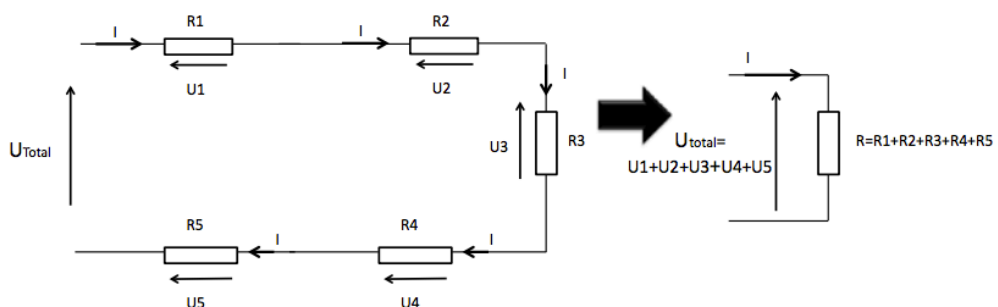 I
R1
U1
I
R2
U2
I
U3
R3
UTotal
R5
I
U5
R4
I
U4
I
Utotal=
U1+U2+U3+U4+U5
R=R1+R2+R3+R4+R5